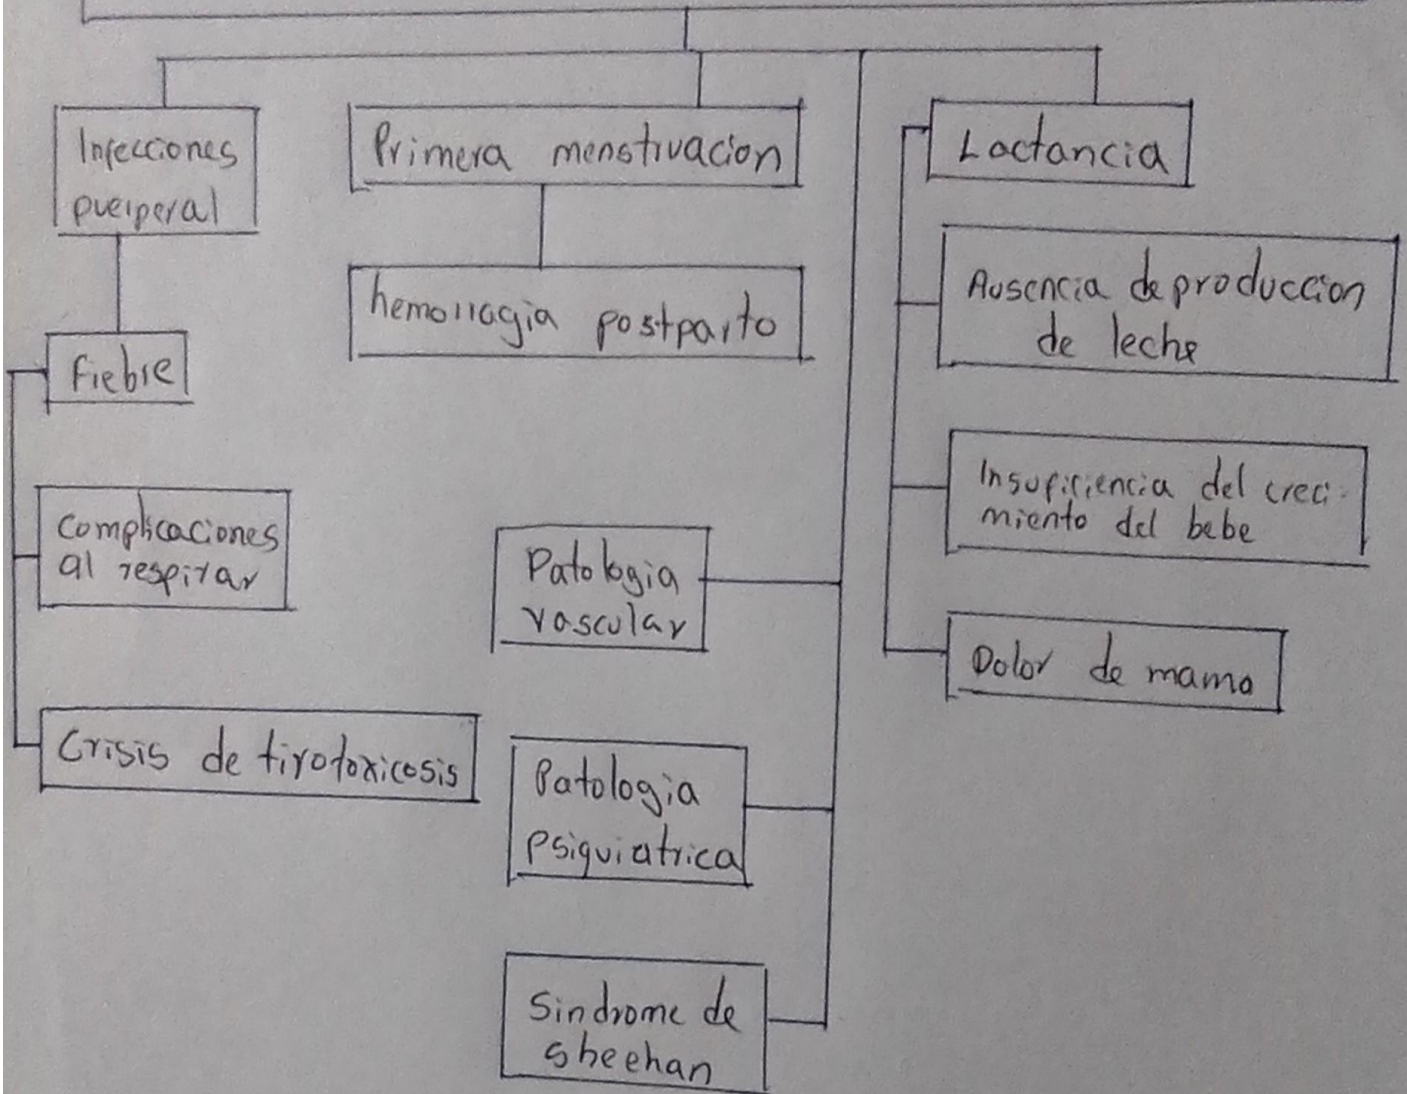 Infecciones
puerperal
Fiebre
Complicaciones
al respirar
Crisis de tirotoxicosis
Primera menstruacion
hemorragia postparto
Patologia
vascular
Patologia
psiquiatrica
Sindrome de
sheehan
Lactancia
Ausencia de produccion
de leche
Insuficiencia del creci-
miento del bebe
Dolor de mama